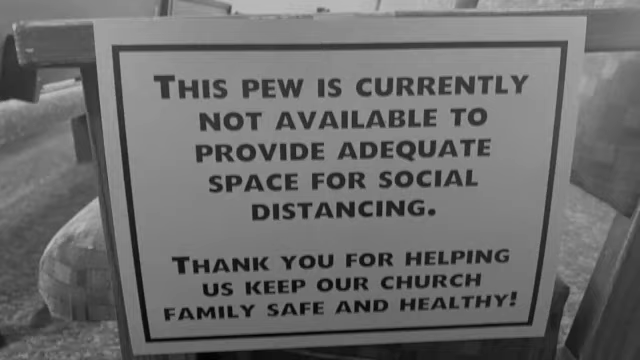 THIS PEW IS CURRENTLY
NOT AVAILABLE TO
PROVIDE ADEQUATE
SPACE FOR SOCIAL
DISTANCING.
THANK YOU FOR HELPING
US KEEP OUR CHURCH
FAMILY SAFE AND HEALTHY!